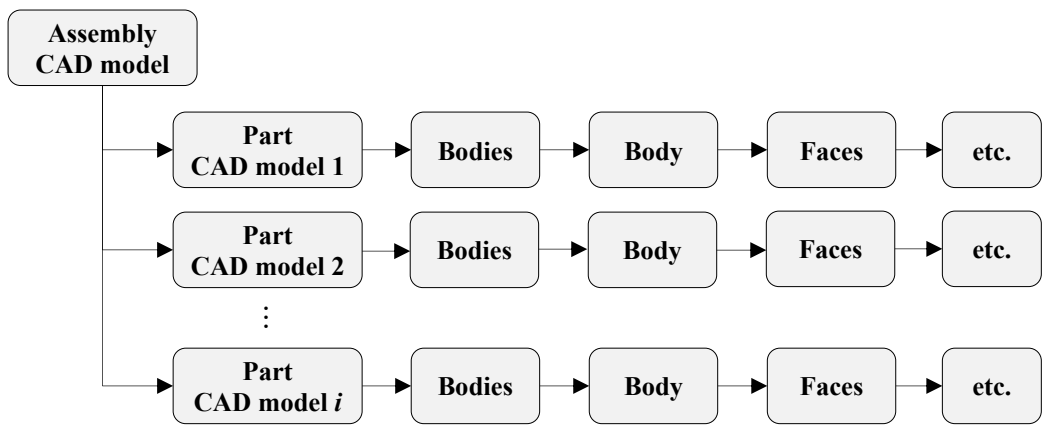 Assembly
CAD model
Part
CAD model 1
Bodies
Body
Faces
etc.
Part
CAD model 2
Bodies
Body
Faces
etc.
⋮
Part
CAD model i
Bodies
Body
Faces
etc.